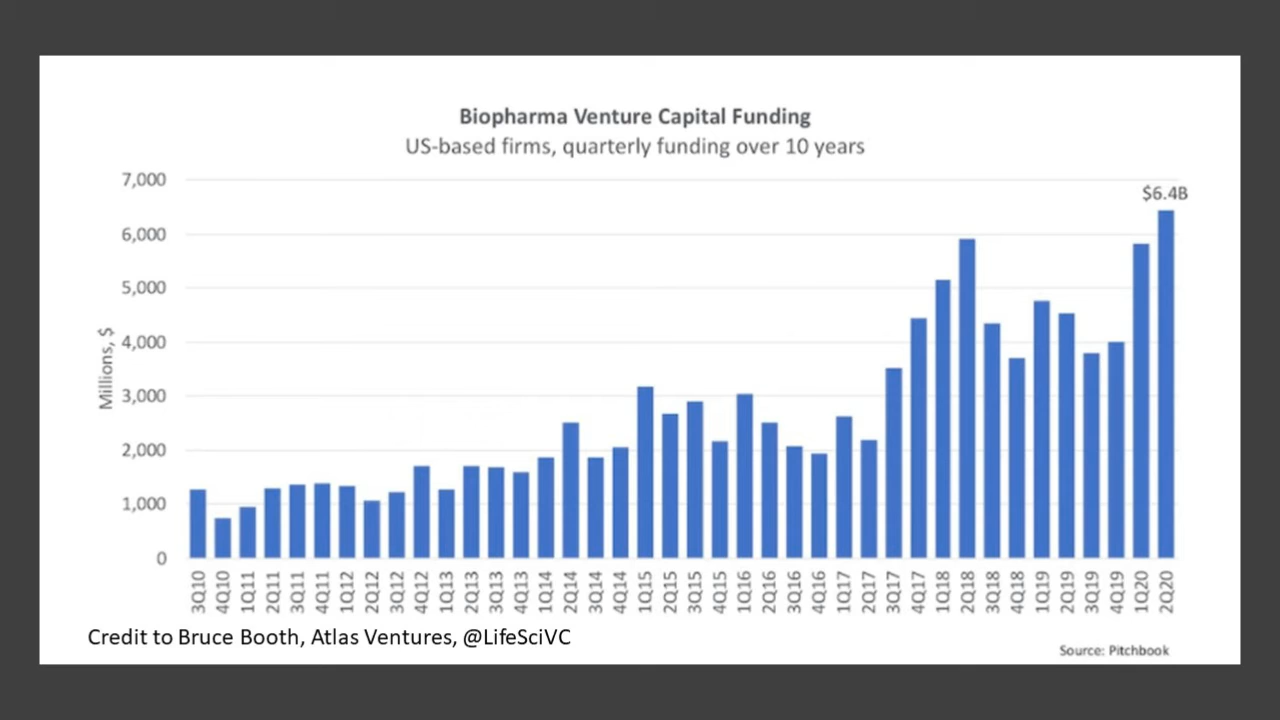 Biopharma Venture Capital Funding
US-based firms, quarterly funding over 10 years
7,000
$6.4B
6,000
5,000
4,000
3,000
2,000
1,000
0
Millions, $
3Q10 4Q10 1Q11 2Q11 3Q11 4Q11 1Q12 2Q12 3Q12 4Q12 1Q13 2Q13 3Q13 4Q13 1Q14 2Q14 3Q14 4Q14 1Q15 2Q15 3Q15 4Q15 1Q16 2Q16 3Q16 4Q16 1Q17 2Q17 3Q17 4Q17 1Q18 2Q18 3Q18 4Q18 1Q19 2Q19 3Q19 4Q19 1Q20 2Q20
Credit to Bruce Booth, Atlas Ventures, @LifeSciVC
Source: Pitchbook